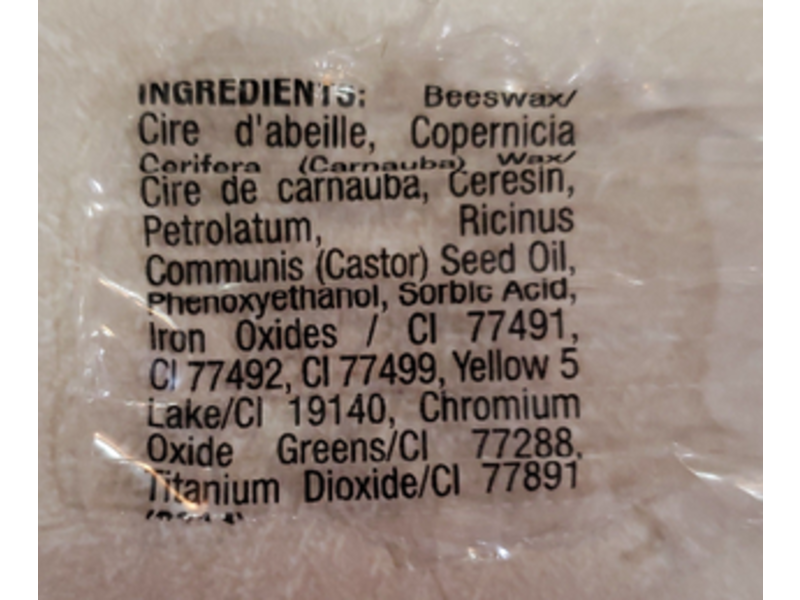 INGREDIENTS: Beeswax/
Cire d'abeille, Copernicia
Cerifera (Carnauba) Wax/
Cire de carnauba, Ceresin,
Petrolatum, Ricinus
Communis (Castor) Seed Oil,
Phenoxyethanol, Sorbic Acid,
Iron Oxides / CI 77491,
CI 77492, CI 77499, Yellow 5
Lake/CI 19140, Chromium
Oxide Greens/CI 77288,
Titanium Dioxide/CI 77891